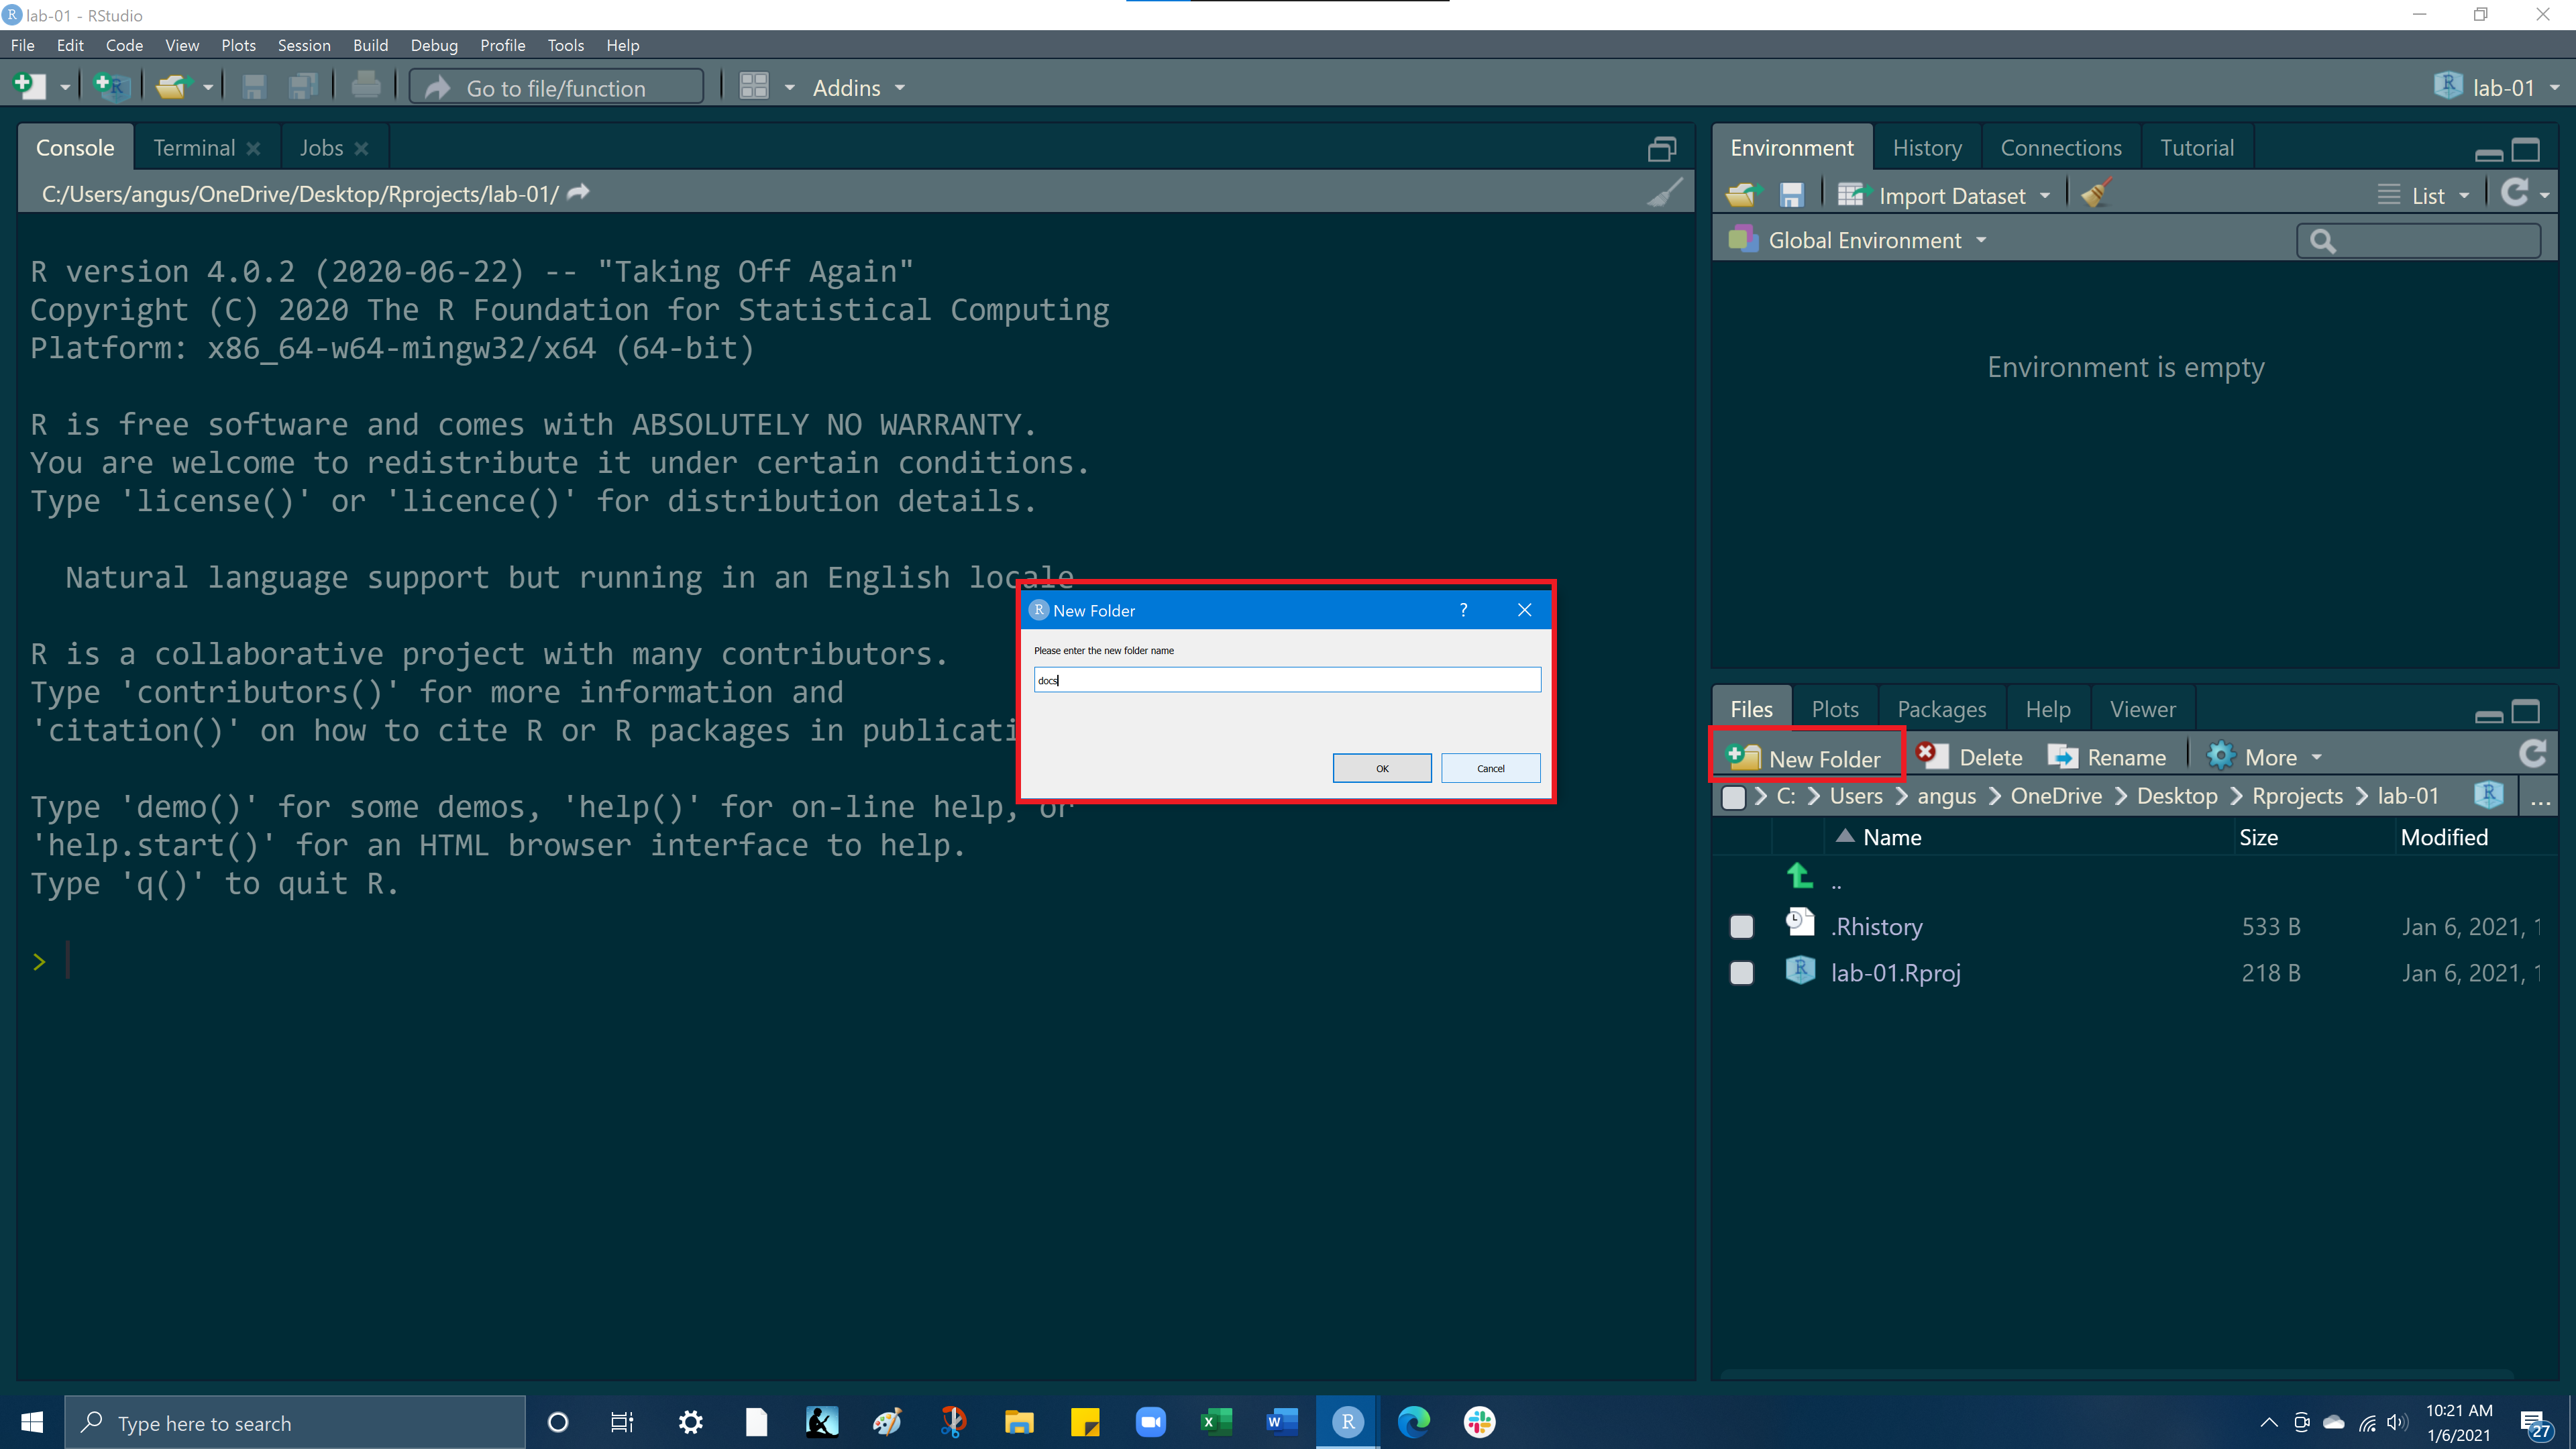 R lab-01 - RStudio
File Edit Code View Plots Session Build Debug Profile Tools Help
Go to file/function Addins lab-01
Console Terminal Jobs
C:/Users/angus/OneDrive/Desktop/Rprojects/lab-01/
R version 4.0.2 (2020-06-22) -- "Taking Off Again"
Copyright (C) 2020 The R Foundation for Statistical Computing
Platform: x86_64-w64-mingw32/x64 (64-bit)
R is free software and comes with ABSOLUTELY NO WARRANTY.
You are welcome to redistribute it under certain conditions.
Type 'license()' or 'licence()' for distribution details.
Natural language support but running in an English locale
R is a collaborative project with many contributors.
Type 'contributors()' for more information and
'citation()' on how to cite R or R packages in publicati
Type 'demo()' for some demos, 'help()' for on-line help, or
'help.start()' for an HTML browser interface to help.
Type 'q()' to quit R.
>
R New Folder ?
Please enter the new folder name
docs
OK Cancel
Environment History Connections Tutorial
Import Dataset List
Global Environment
Environment is empty
Files Plots Packages Help Viewer
New Folder Delete Rename More
C: Users angus OneDrive Desktop Rprojects lab-01 ...
Name Size Modified
..
.Rhistory 533 B Jan 6, 2021, 1
lab-01.Rproj 218 B Jan 6, 2021, 1
Type here to search
10:21 AM
1/6/2021
27